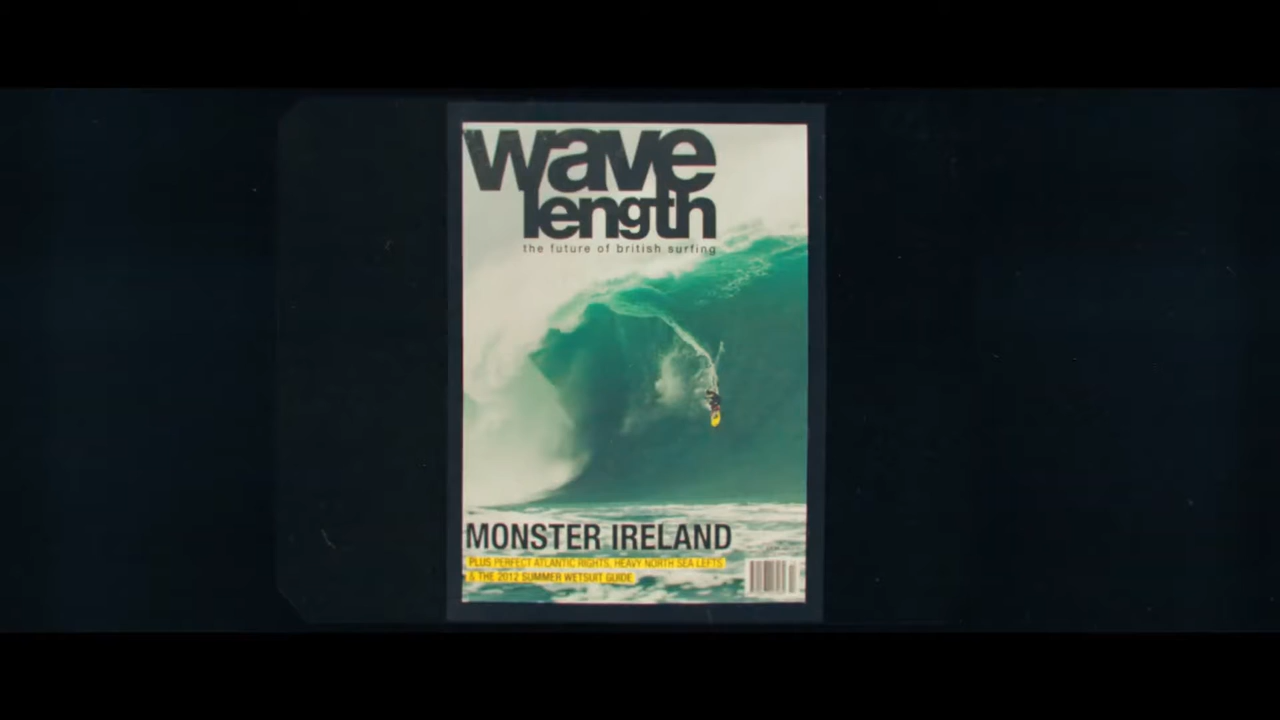 wave
length
the future of british surfing
MONSTER IRELAND
PLUS PERFECT ATLANTIC RIGHTS, HEAVY NORTH SEA LEFTS
& THE 2012 SUMMER WETSUIT GUIDE